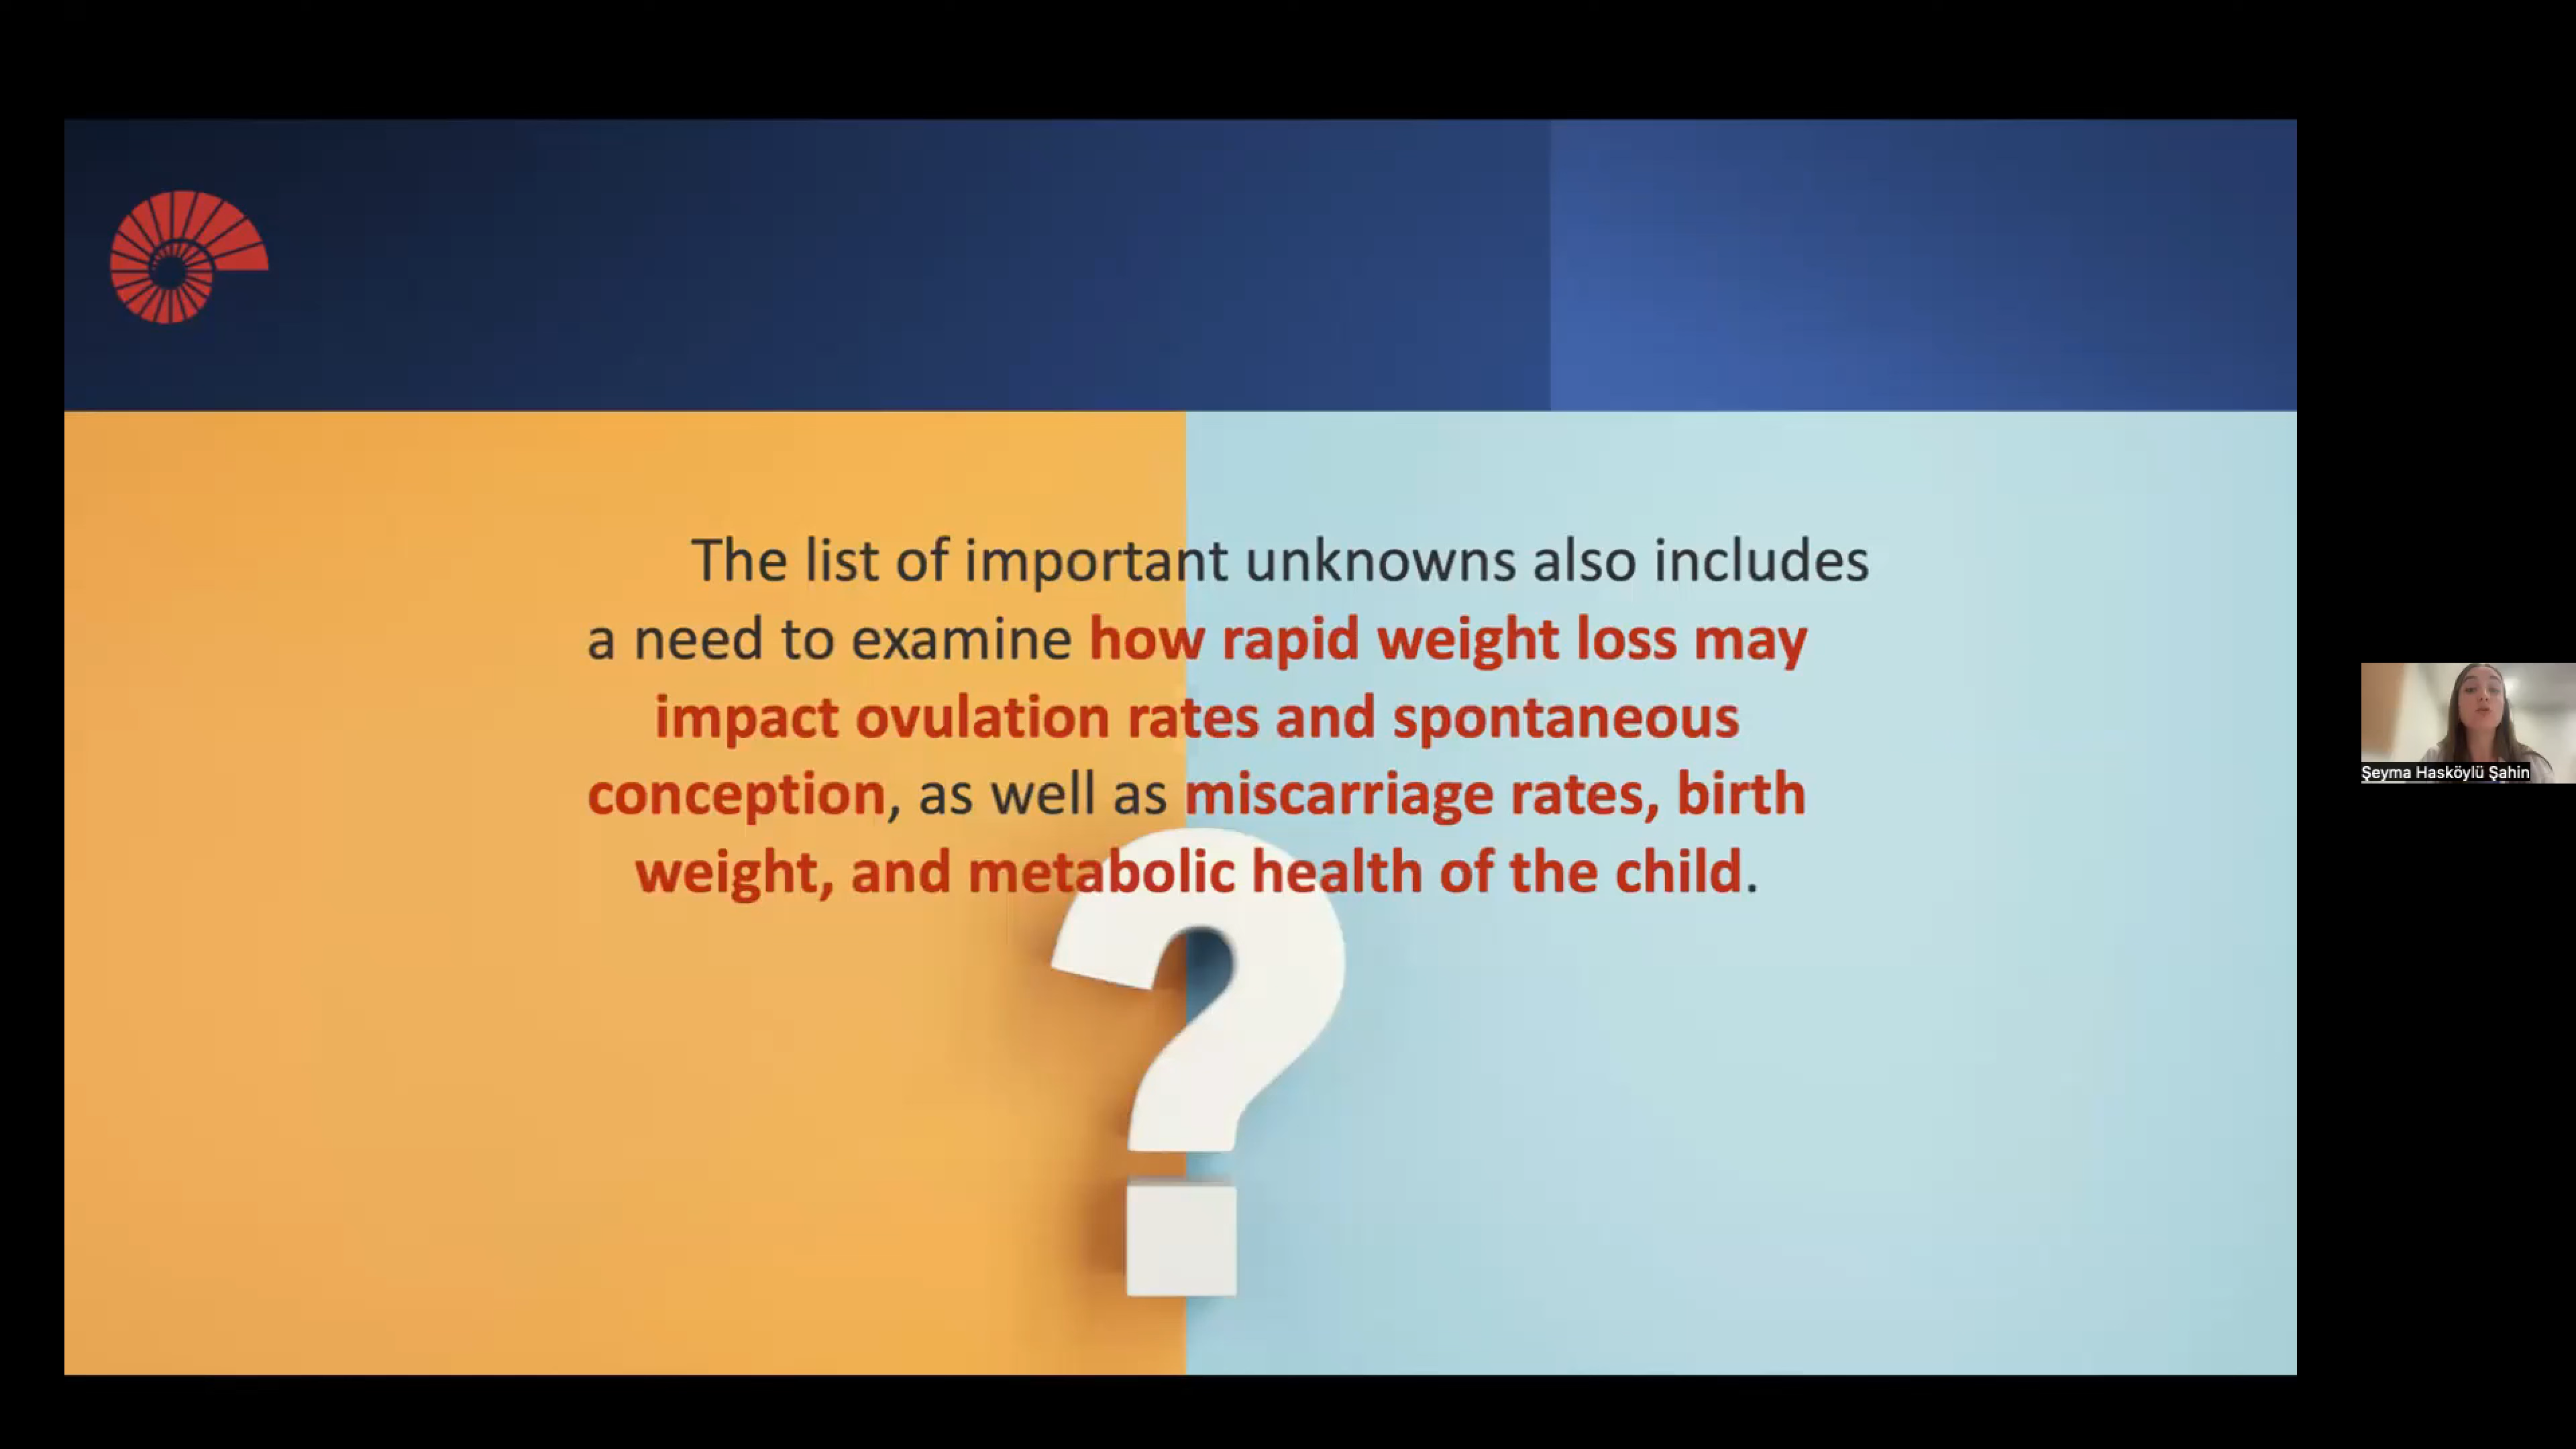 The list of important unknowns also includes
a need to examine how rapid weight loss may
impact ovulation rates and spontaneous
conception, as well as miscarriage rates, birth
weight, and metabolic health of the child.
Şeyma Hasköylü Şahin